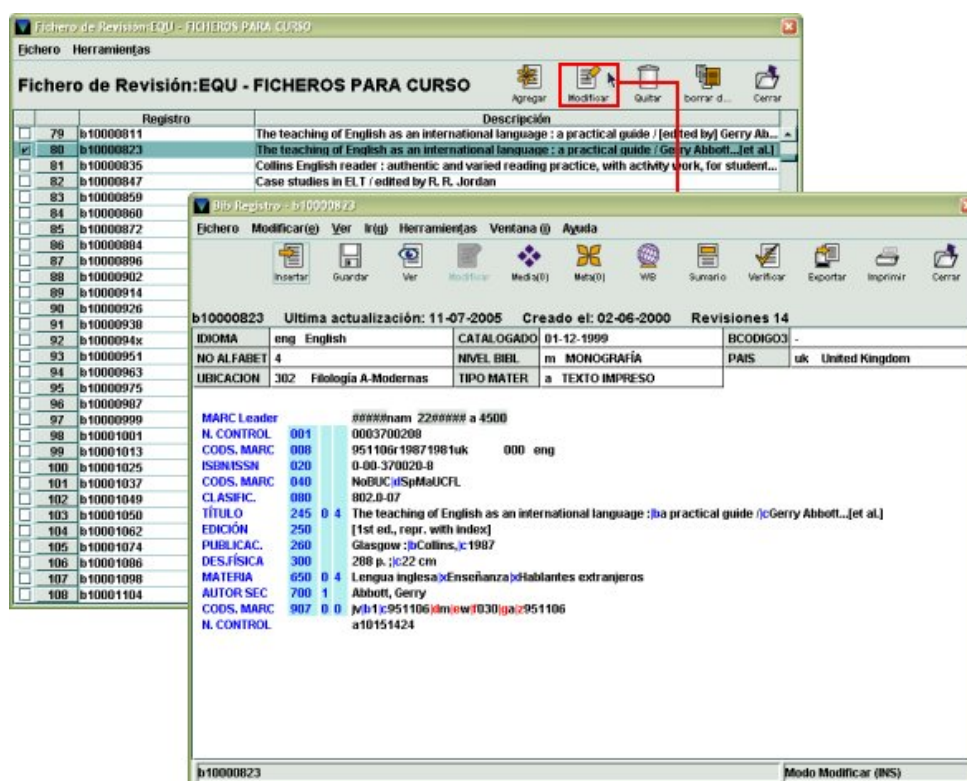 Fichero de Revisión:EQU - FICHEROS PARA CURSO
Fichero Herramientas
Fichero de Revisión:EQU - FICHEROS PARA CURSO
Agregar Modificar Quitar borrar d... Cerrar
Registro Descripción
79 b10000811 The teaching of English as an international language : a practical guide / [edited by] Gerry Ab...
80 b10000823 The teaching of English as an international language : a practical guide / Gerry Abbott...[et al.]
81 b10000835 Collins English reader : authentic and varied reading practice, with activity work, for student...
82 b10000847 Case studies in ELT / edited by R. R. Jordan
83 b10000859
84 b10000860
85 b10000872
86 b10000884
87 b10000896
88 b10000902
89 b10000914
90 b10000926
91 b10000938
92 b1000094x
93 b10000951
94 b10000963
95 b10000975
96 b10000987
97 b10000999
98 b10001001
99 b10001013
100 b10001025
101 b10001037
102 b10001049
103 b10001050
104 b10001062
105 b10001074
106 b10001086
107 b10001098
108 b10001104
Bib Registro - b10000823
Fichero Modificar(e) Ver Ir(g) Herramientas Ventana (i) Ayuda
Insertar Guardar Ver Modificar Media(0) Meta(0) WB Sumario Verificar Exportar Imprimir Cerrar
b10000823 Ultima actualización: 11-07-2005 Creado el: 02-06-2000 Revisiones 14
IDIOMA eng English CATALOGADO 01-12-1999 BCODIGO3 -
NO ALFABET 4 NIVEL BIBL m MONOGRAFÍA PAIS uk United Kingdom
UBICACION 302 Filología A-Modernas TIPO MATER a TEXTO IMPRESO
MARC Leader #####nam 22##### a 4500
N. CONTROL 001 0003700208
CODS. MARC 008 951106r19871981uk 000 eng
ISBN/ISSN 020 0-00-370020-8
CODS. MARC 040 NoBUC|dSpMaUCFL
CLASIFIC. 080 802.0-07
TÍTULO 245 0 4 The teaching of English as an international language :|ba practical guide /|cGerry Abbott...[et al.]
EDICIÓN 250 [1st ed., repr. with index]
PUBLICAC. 260 Glasgow :|bCollins,|c1987
DES.FÍSICA 300 288 p. ;|c22 cm
MATERIA 650 0 4 Lengua inglesa|xEnseñanza|xHablantes extranjeros
AUTOR SEC 700 1 Abbott, Gerry
CODS. MARC 907 0 0 jv|b1|c951106|dm|ew|f030|ga|z951106
N. CONTROL a10151424
b10000823 Modo Modificar (INS)